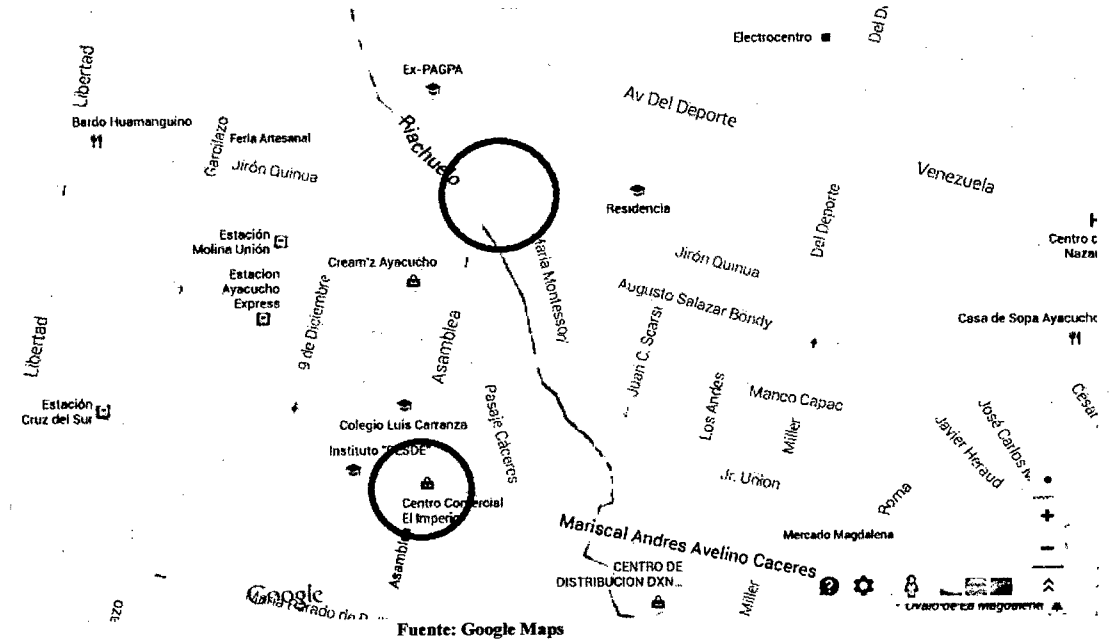 Electrocentro
Libertad
Ex-PAGPA
Av Del Deporte
Bardo Huamanguino
Garcilazo
Feria Artesanal
Jirón Quinua
Riachuelo
Venezuela
Residencia
Estación
Molina Unión
Del Deporte
Centro
Cream'z Ayacucho
Maria Montessori
Jirón Quinua
Estacion
Ayacucho
Express
9 de Diciembre
Augusto Salazar Bondy
Casa de Sopa Ayacucho
Libertad
Asamblea
Juan C. Scarsi
Estación
Cruz del Sur
Colegio Luis Carranza
Pasaje Cáceres
Los Andes
Manco Capac
Miller
José Carlos
Javier Heraud
Instituto
Centro Comercial
El Imperio
Jr. Union
Roma
Mariscal Andres Avelino Caceres
Mercado Magdalena
CENTRO DE
DISTRIBUCION DXN...
Miller
Google
Fuente: Google Maps